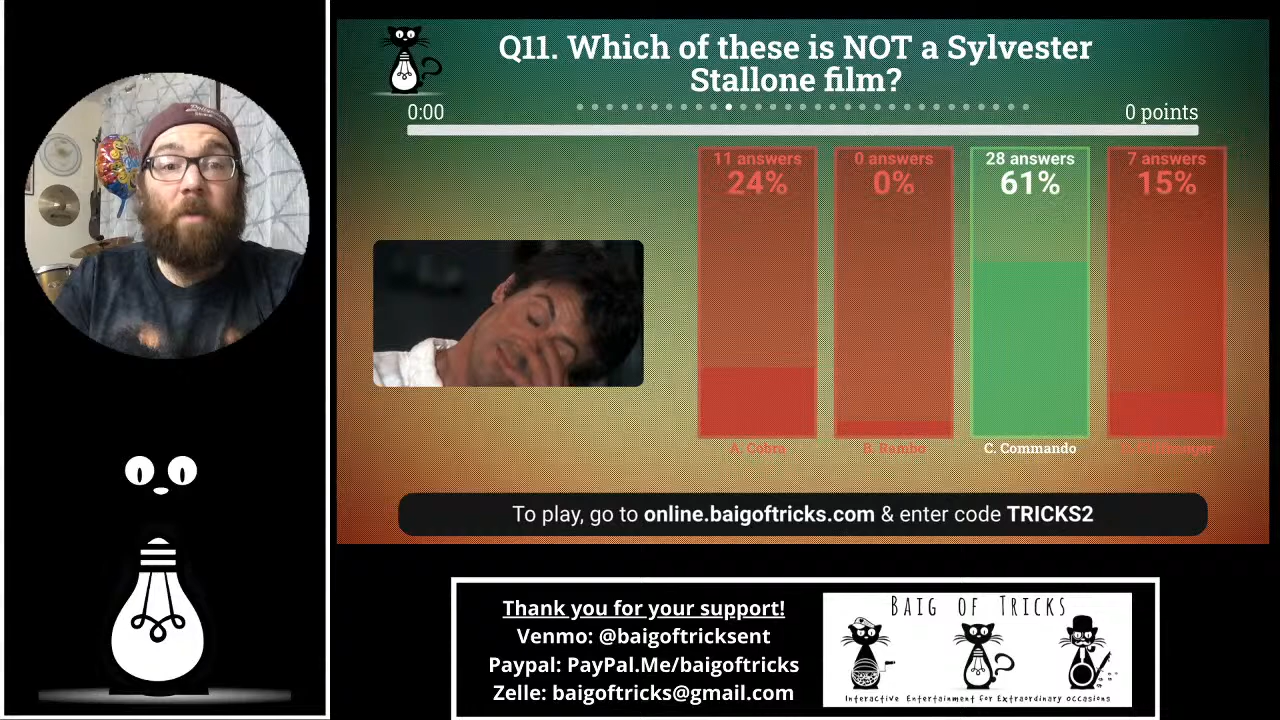 Q11. Which of these is NOT a Sylvester
Stallone film?
0:00
0 points
11 answers
24%
0 answers
0%
28 answers
61%
7 answers
15%
A. Cobra
B. Rambo
C. Commando
To play, go to online.baigoftricks.com & enter code TRICKS2
Thank you for your support!
Venmo: @baigoftricksent
Paypal: PayPal.Me/baigoftricks
Zelle: baigoftricks@gmail.com
BAIG OF TRICKS
Interactive Entertainment for Extraordinary Occasions